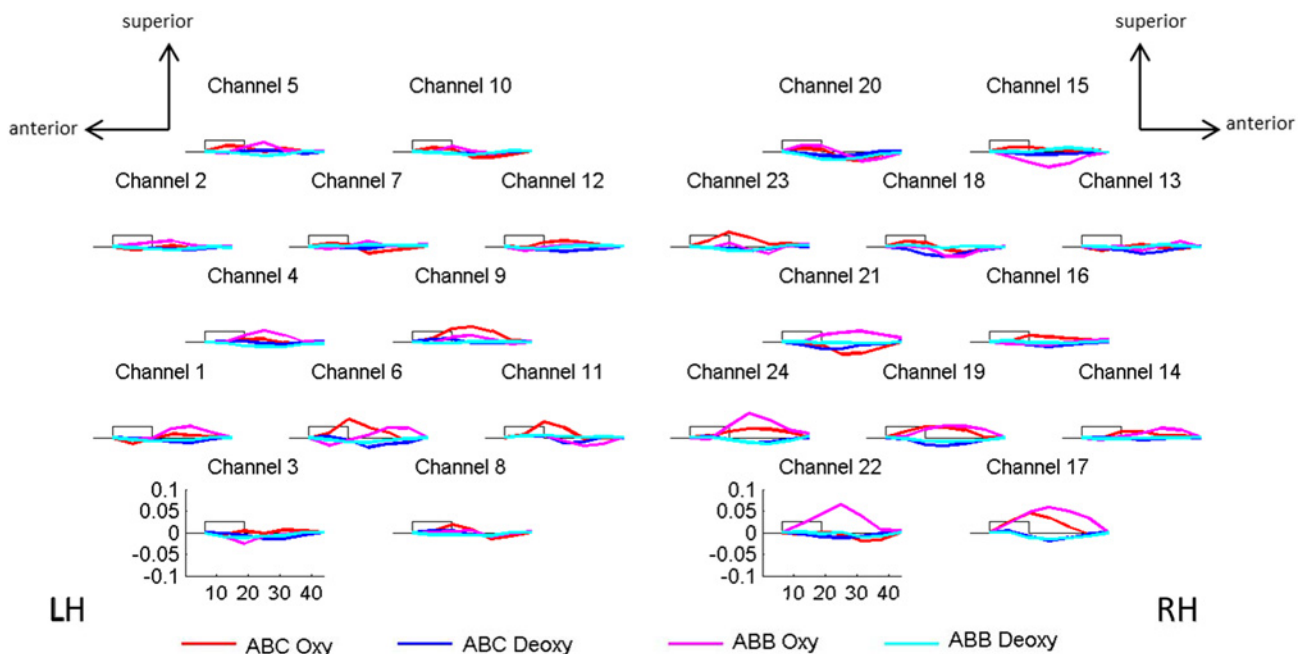 superior superior
Channel 5 Channel 10 Channel 20 Channel 15
anterior anterior
Channel 2 Channel 7 Channel 12 Channel 23 Channel 18 Channel 13
Channel 4 Channel 9 Channel 21 Channel 16
Channel 1 Channel 6 Channel 11 Channel 24 Channel 19 Channel 14
Channel 3 Channel 8 Channel 22 Channel 17
0.1 0.1
0.05 0.05
0 0
-0.05 -0.05
-0.1 -0.1
10 20 30 40 10 20 30 40
LH RH
ABC Oxy ABC Deoxy ABB Oxy ABB Deoxy